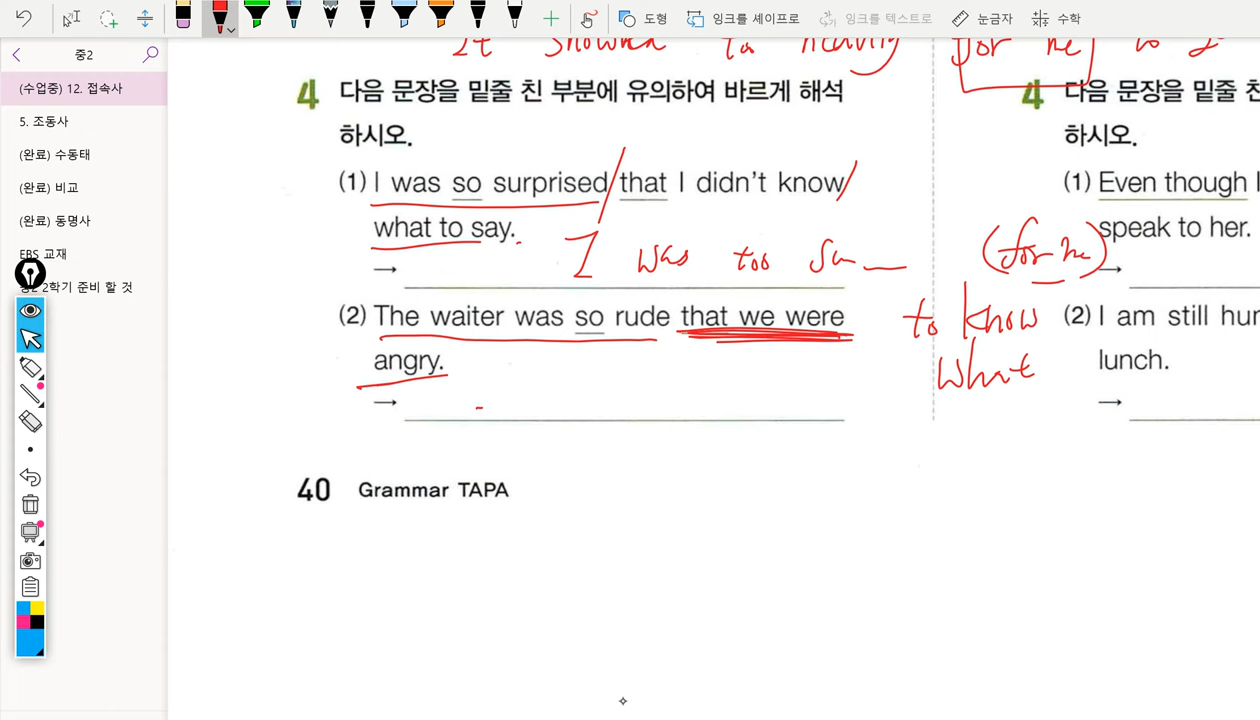 도형
잉크를 셰이프로
잉크를 텍스트로
눈금자
수학
중2
(수업중) 12. 접속사
5. 조동사
(완료) 수동태
(완료) 비교
(완료) 동명사
EBS 교재
2학기 준비 할 것
It too heavily
4 다음 문장을 밑줄 친 부분에 유의하여 바르게 해석
하시오.
(1) I was so surprised that I didn't know
what to say.
→
I was too su
(2) The waiter was so rude that we were
angry.
→
to know
what
40 Grammar TAPA
4 다음 문장을 밑줄 친
하시오.
(1) Even though I
speak to her.
→
(2) I am still hun
lunch.
→